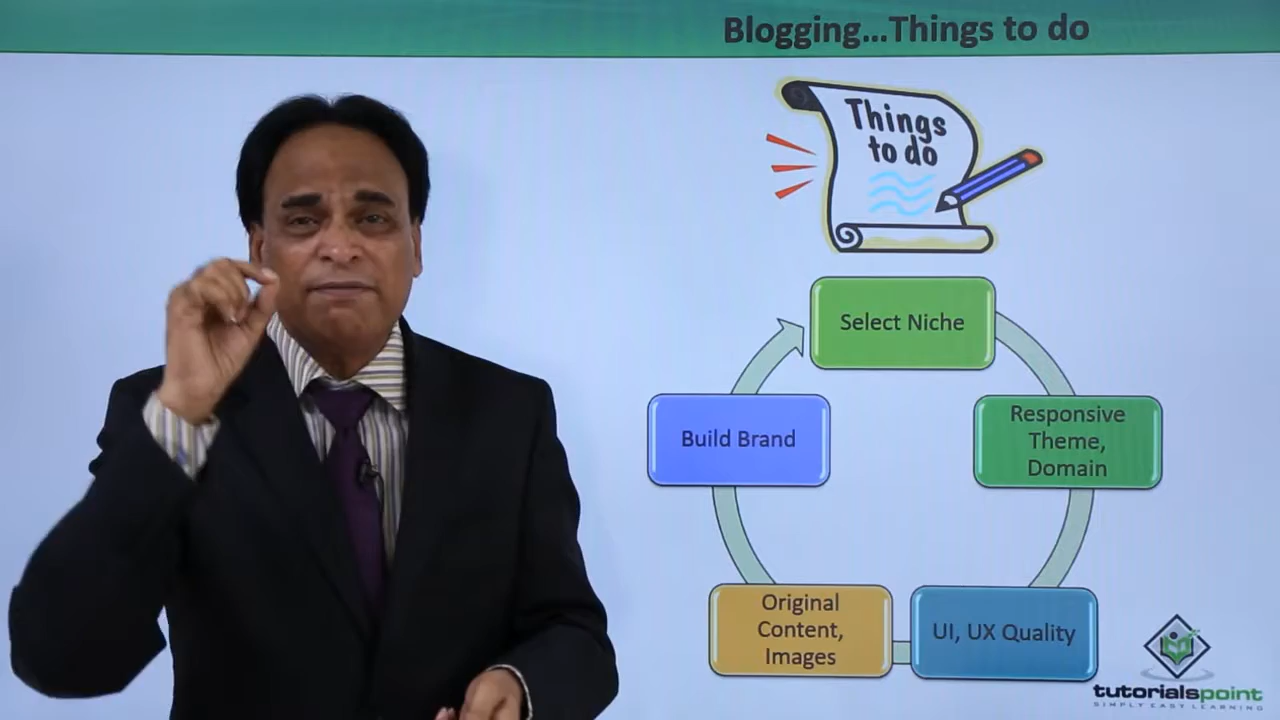 Blogging...Things to do
Things
to do
Select Niche
Responsive
Theme,
Domain
UI, UX Quality
Original
Content,
Images
Build Brand
tutorialspoint
SIMPLY EASY LEARNING